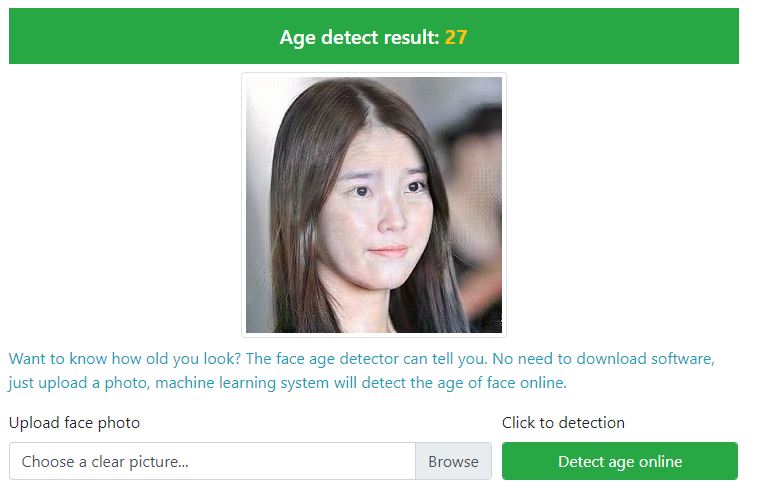 Age detect result: 27
Want to know how old you look? The face age detector can tell you. No need to download software,
just upload a photo, machine learning system will detect the age of face online.
Upload face photo
Click to detection
Choose a clear picture...
Browse
Detect age online